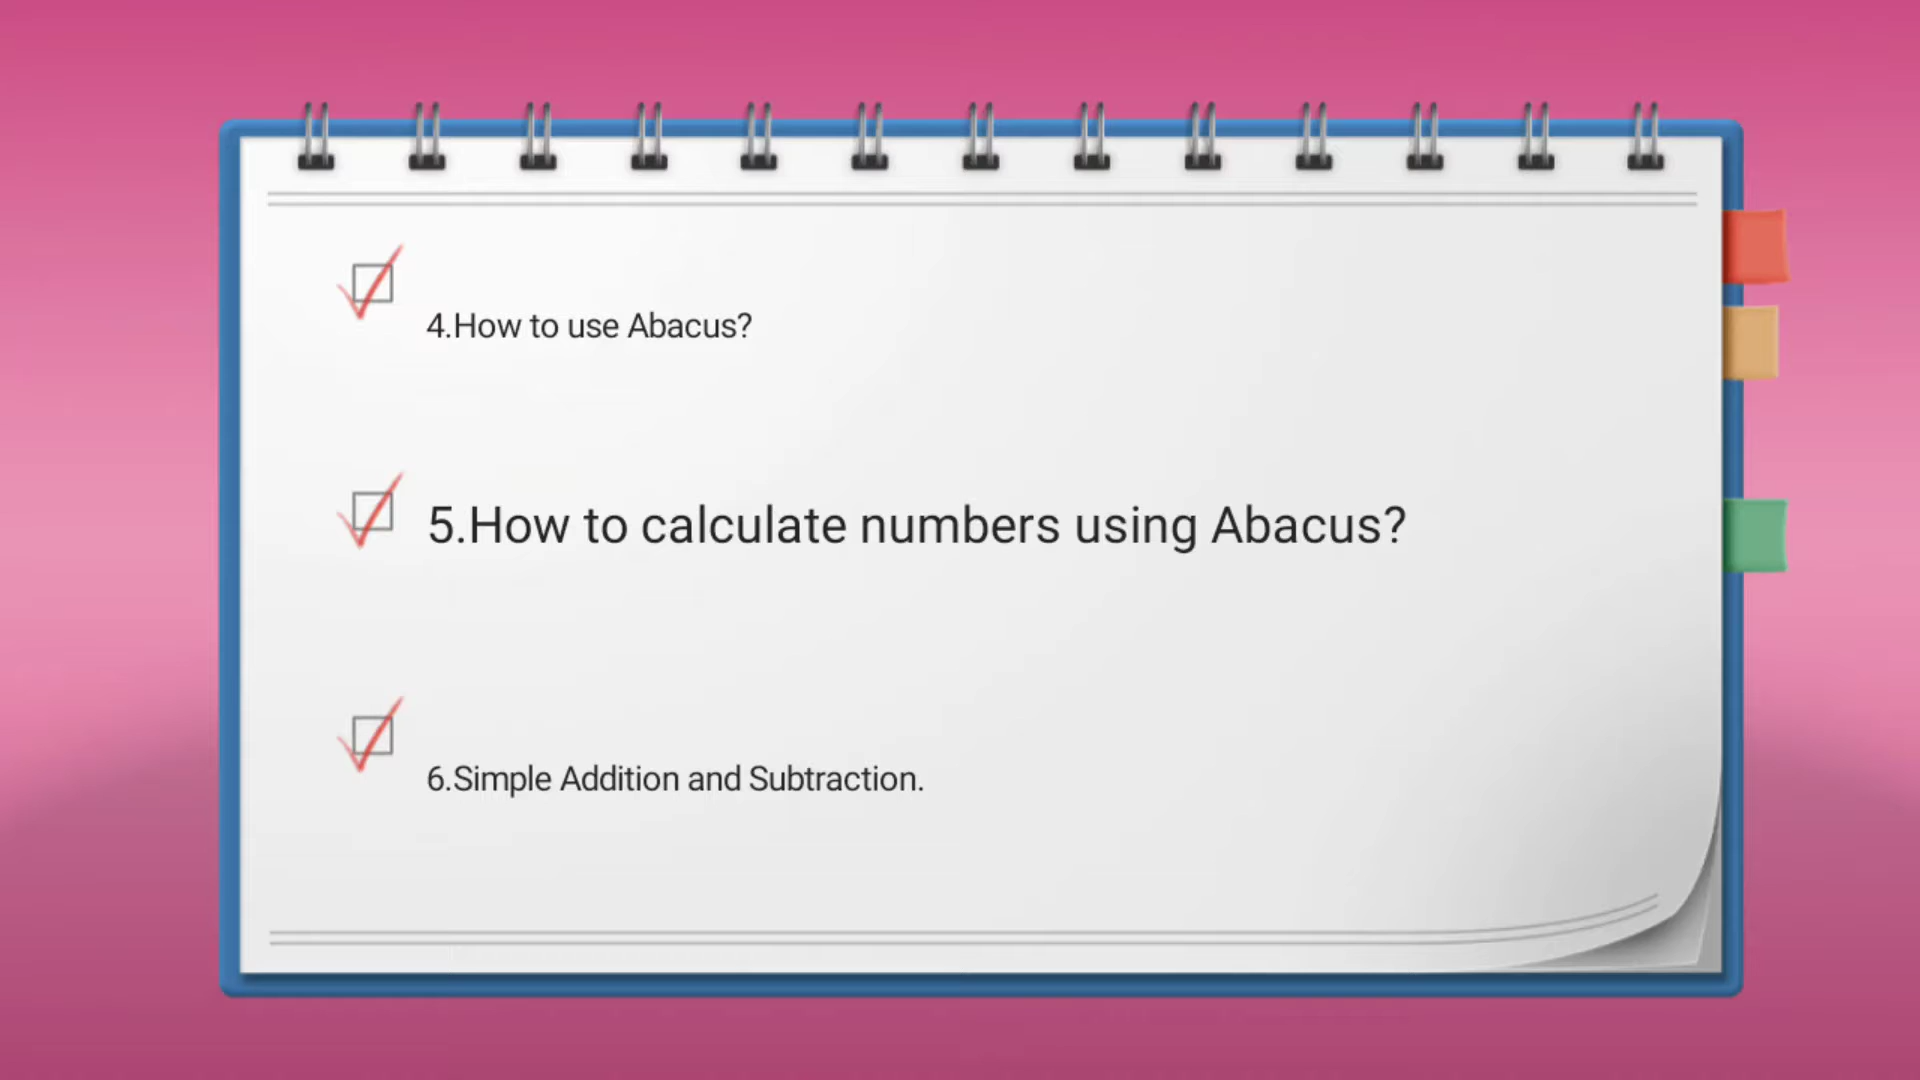 4.How to use Abacus?
5.How to calculate numbers using Abacus?
6.Simple Addition and Subtraction.